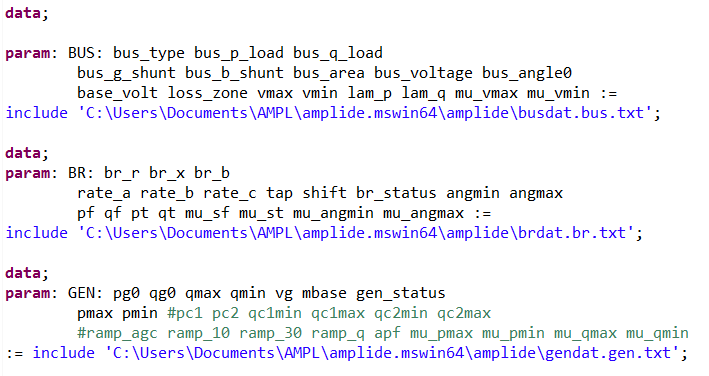 data;
param: BUS: bus_type bus_p_load bus_q_load
bus_g_shunt bus_b_shunt bus_area bus_voltage bus_angle0
base_volt loss_zone vmax vmin lam_p lam_q mu_vmax mu_vmin :=
include 'C:\Users\Documents\AMPL\amplide.mswin64\amplide\busdat.bus.txt';
data;
param: BR: br_r br_x br_b
rate_a rate_b rate_c tap shift br_status angmin angmax
pf qf pt qt mu_sf mu_st mu_angmin mu_angmax :=
include 'C:\Users\Documents\AMPL\amplide.mswin64\amplide\brdat.br.txt';
data;
param: GEN: pg0 qg0 qmax qmin vg mbase gen_status
pmax pmin #pc1 pc2 qc1min qc1max qc2min qc2max
#ramp_agc ramp_10 ramp_30 ramp_q apf mu_pmax mu_pmin mu_qmax mu_qmin
:= include 'C:\Users\Documents\AMPL\amplide.mswin64\amplide\gendat.gen.txt';